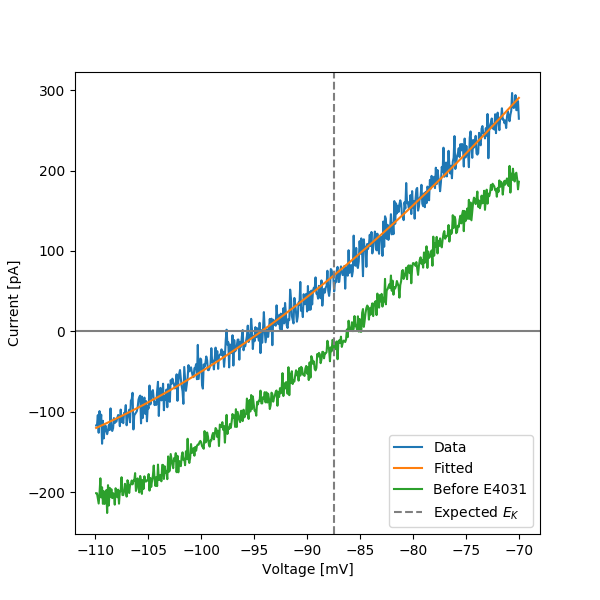 300
200
100
0
−100
−200
Current [pA]
Data
Fitted
Before E4031
Expected $E_K$
−110 −105 −100 −95 −90 −85 −80 −75 −70
Voltage [mV]